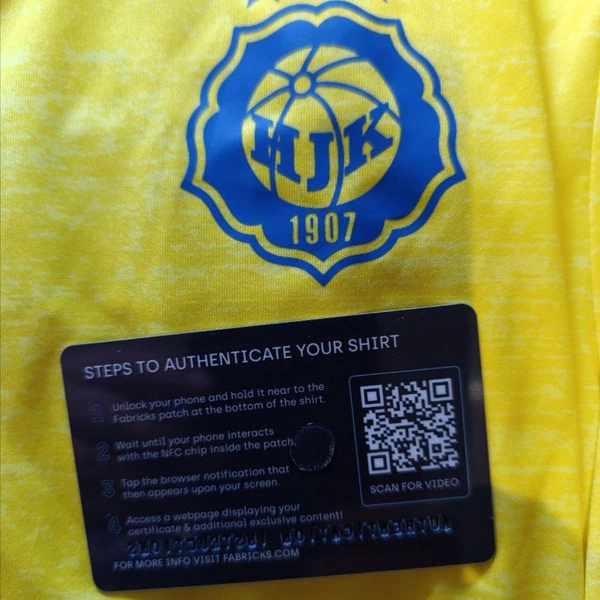 HJK
1907
STEPS TO AUTHENTICATE YOUR SHIRT
1 Unlock your phone and hold it near to the
Fabricks patch at the bottom of the shirt.
2 Wait until your phone interacts
with the NFC chip inside the patch.
3 Tap the browser notification that
then appears upon your screen.
4 Access a webpage displaying your
certificate & additional exclusive content!
FOR MORE INFO VISIT FABRICKS.COM
SCAN FOR VIDEO